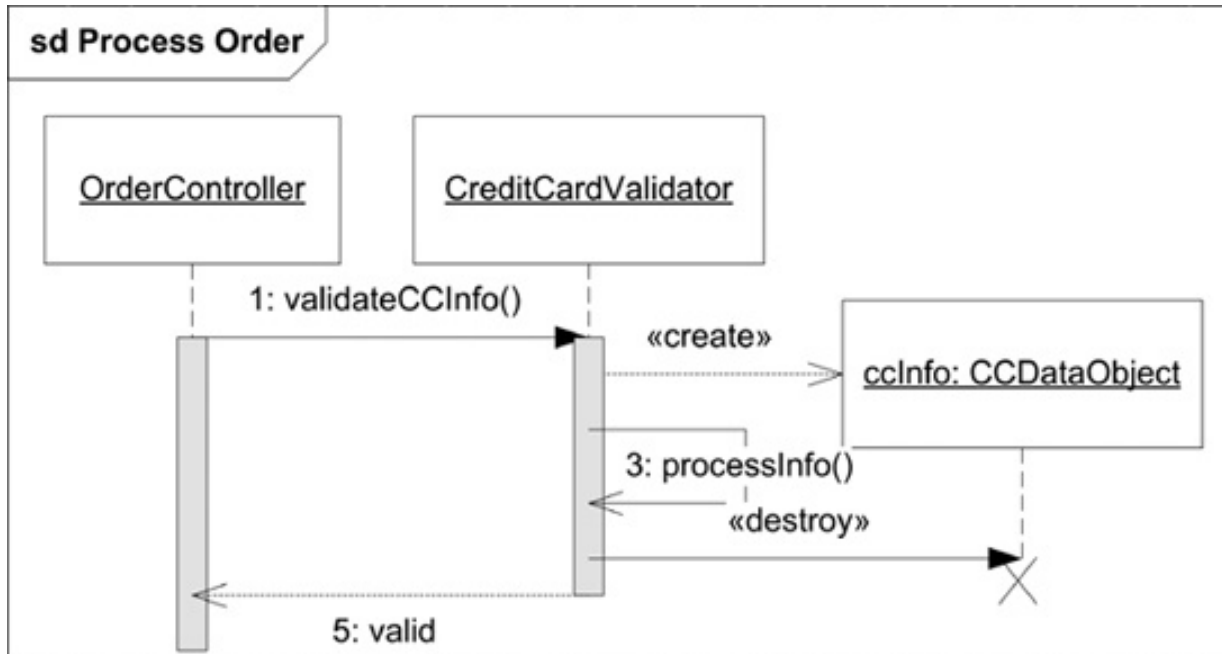 sd Process Order
OrderController
CreditCardValidator
1: validateCCInfo()
«create»
ccInfo: CCDataObject
3: processInfo()
«destroy»
5: valid